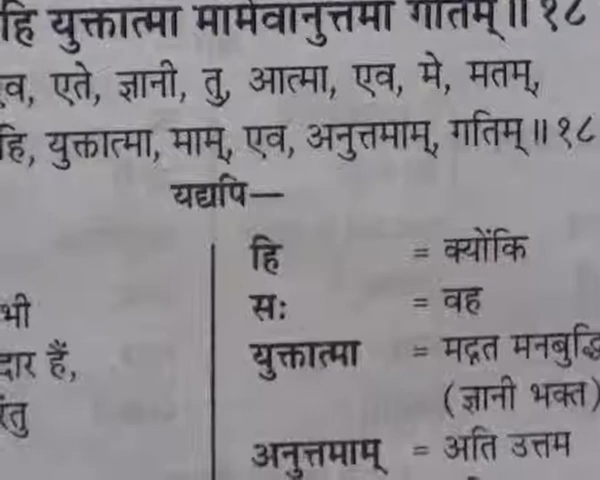 हि युक्तात्मा मामेवानुत्तमां गतिम्॥ १८
एव, एते, ज्ञानी, तु, आत्मा, एव, मे, मतम्,
हि, युक्तात्मा, माम्, एव, अनुत्तमाम्, गतिम्॥ १८
यद्यपि—
हि = क्योंकि
सः = वह
भी
युक्तात्मा = मद्गत मनबुद्धि
दार हैं,
(ज्ञानी भक्त)
रंतु
अनुत्तमाम् = अति उत्तम